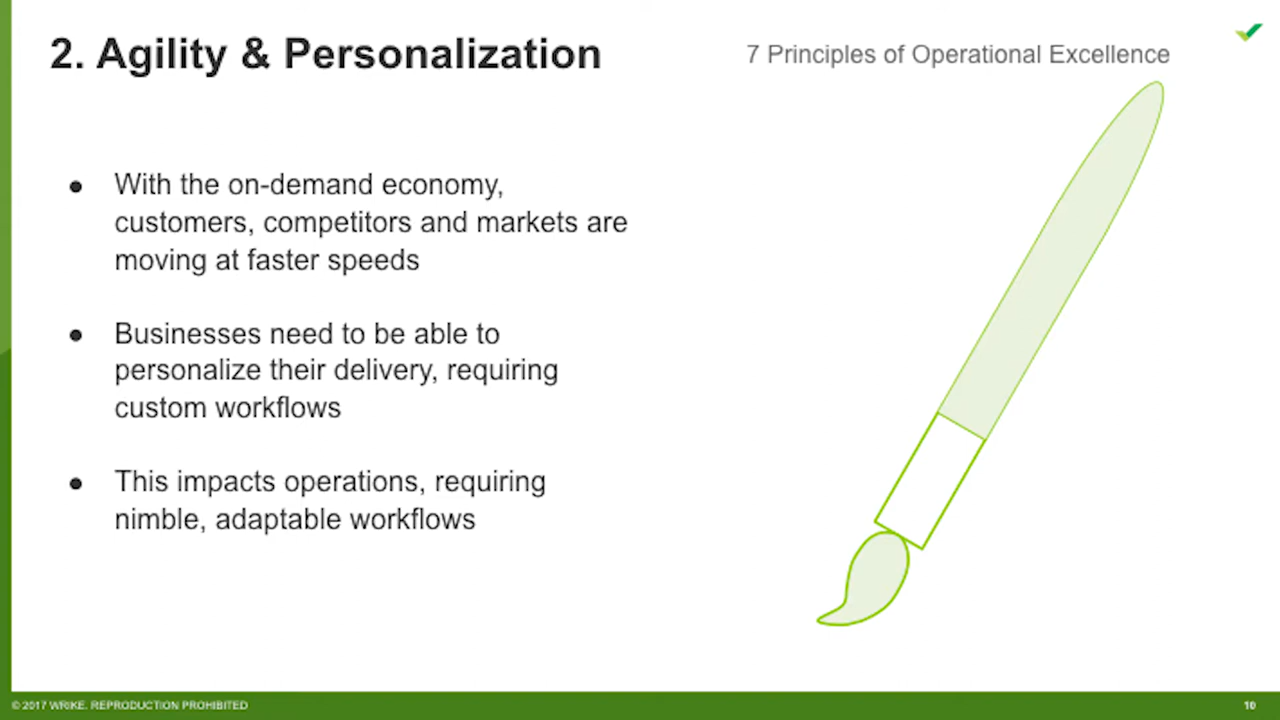 2. Agility & Personalization
7 Principles of Operational Excellence
● With the on-demand economy,
customers, competitors and markets are
moving at faster speeds
● Businesses need to be able to
personalize their delivery, requiring
custom workflows
● This impacts operations, requiring
nimble, adaptable workflows
© 2017 WRIKE. REPRODUCTION PROHIBITED
10